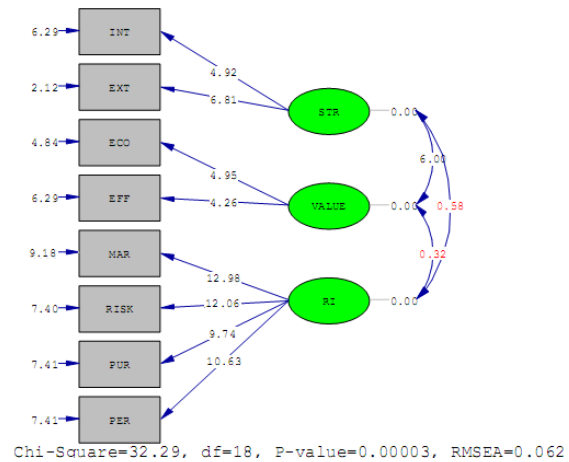 6.29 INT
4.92
2.12 EXT
6.81
STR 0.00
4.84 ECO
4.95
6.00
6.29 EFF
4.26
VALUE 0.00
0.58
9.18 MAR
12.98
0.32
7.40 RISK
12.06
RI 0.00
9.74
7.41 PUR
10.63
7.41 PER
Chi-Square=32.29, df=18, P-value=0.00003, RMSEA=0.062